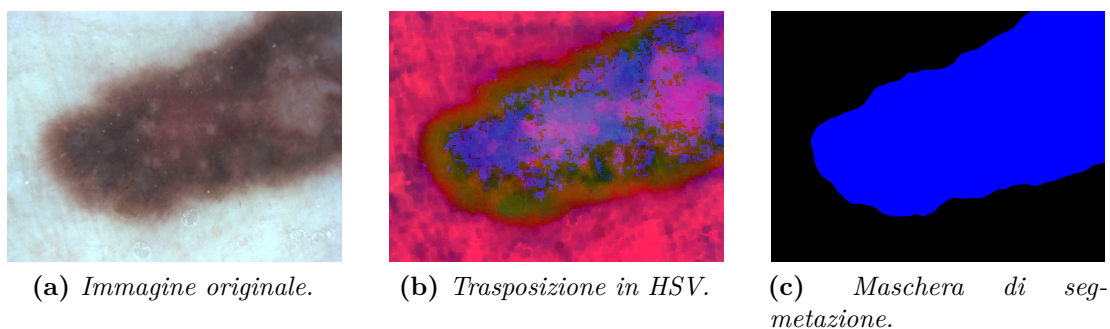 (a) Immagine originale.
(b) Trasposizione in HSV.
(c) Maschera di seg-
metazione.